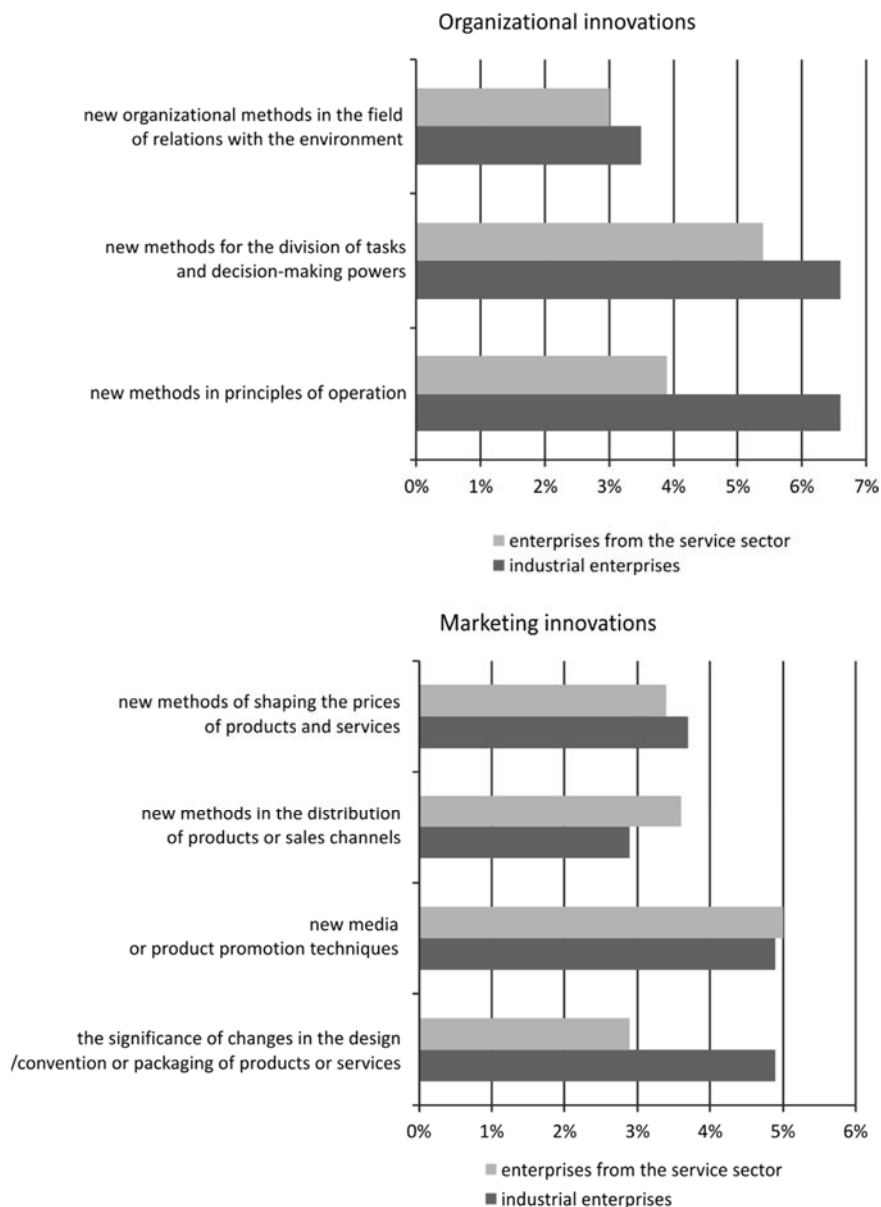 Organizational innovations
new organizational methods in the field
of relations with the environment
new methods for the division of tasks
and decision-making powers
new methods in principles of operation
0% 1% 2% 3% 4% 5% 6% 7%
enterprises from the service sector
industrial enterprises
Marketing innovations
new methods of shaping the prices
of products and services
new methods in the distribution
of products or sales channels
new media
or product promotion techniques
the significance of changes in the design
/convention or packaging of products or services
0% 1% 2% 3% 4% 5% 6%
enterprises from the service sector
industrial enterprises